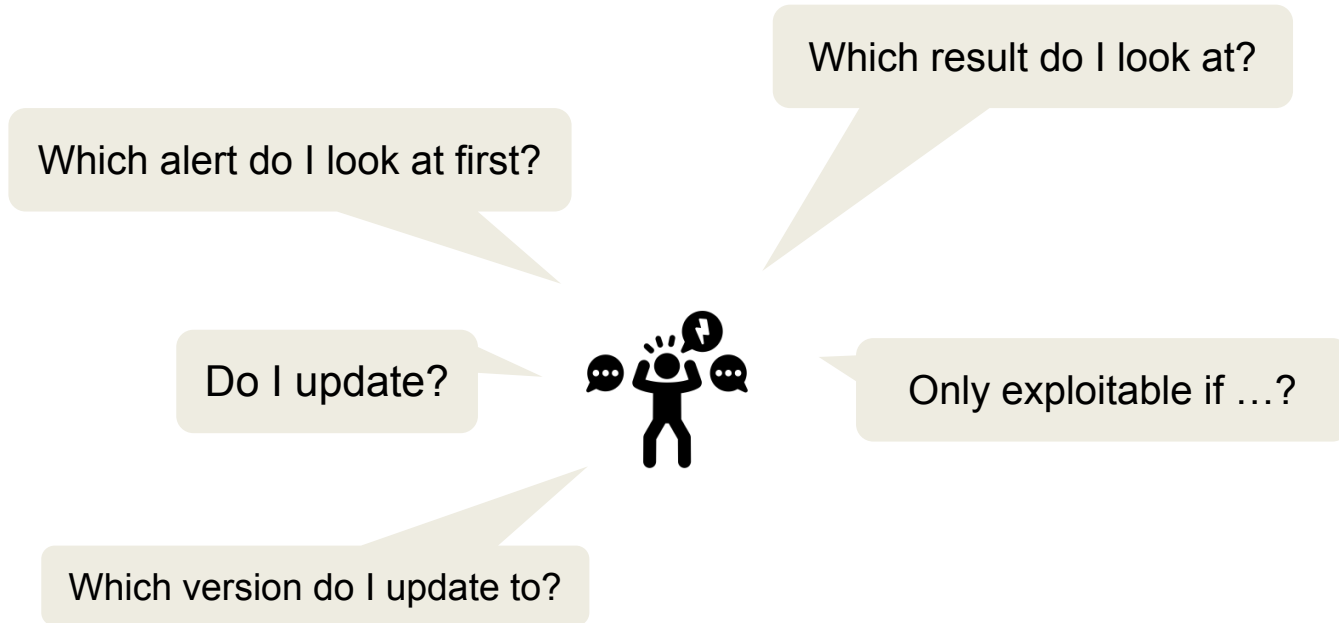 Which result do I look at?
Which alert do I look at first?
Do I update?
Only exploitable if …?
Which version do I update to?